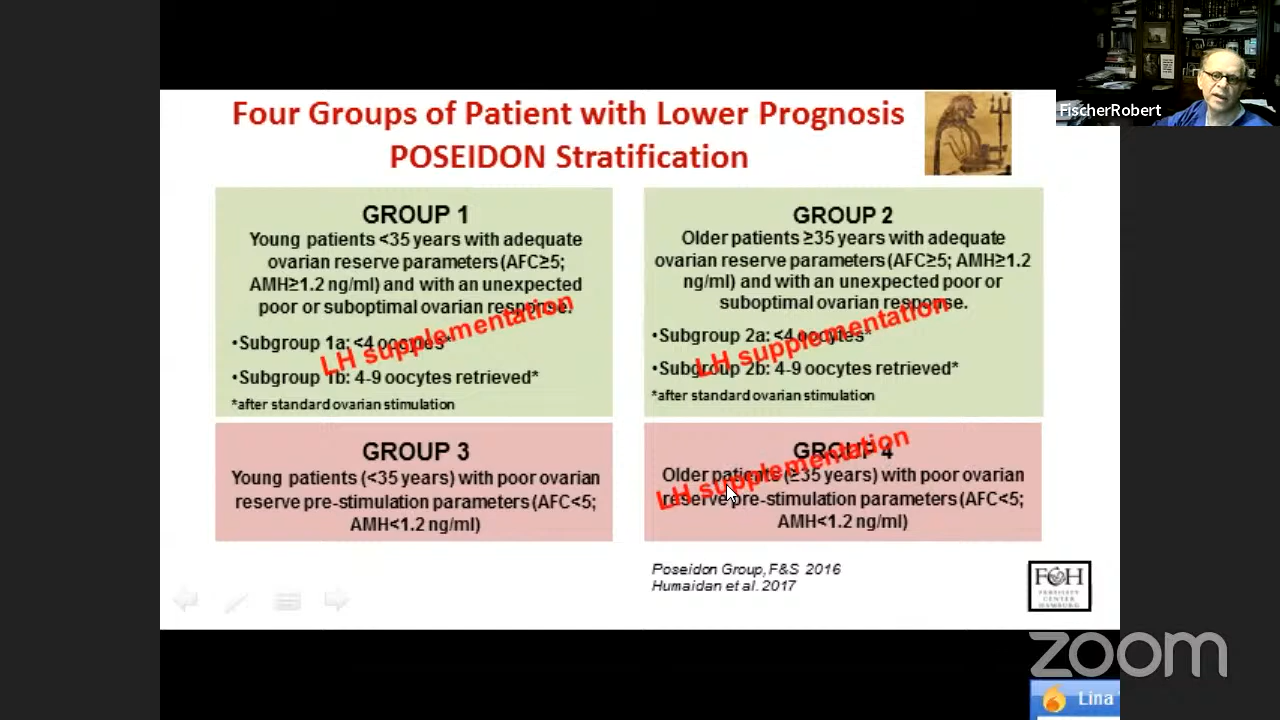 FischerRobert
Four Groups of Patient with Lower Prognosis
POSEIDON Stratification
GROUP 1
Young patients <35 years with adequate
ovarian reserve parameters (AFC≥5;
AMH≥1.2 ng/ml) and with an unexpected
poor or suboptimal ovarian response.
•Subgroup 1a: <4 oocytes*
•Subgroup 1b: 4-9 oocytes retrieved*
*after standard ovarian stimulation
LH supplementation
GROUP 2
Older patients ≥35 years with adequate
ovarian reserve parameters (AFC≥5; AMH≥1.2
ng/ml) and with an unexpected poor or
suboptimal ovarian response.
•Subgroup 2a: <4 oocytes*
•Subgroup 2b: 4-9 oocytes retrieved*
*after standard ovarian stimulation
LH supplementation
GROUP 3
Young patients (<35 years) with poor ovarian
reserve pre-stimulation parameters (AFC<5;
AMH<1.2 ng/ml)
GROUP 4
Older patients (≥35 years) with poor ovarian
reserve pre-stimulation parameters (AFC<5;
AMH<1.2 ng/ml)
LH supplementation
Poseidon Group, F&S 2016
Humaidan et al. 2017
FCH
FERTILITY
CENTER
HAMBURG
zoom
Lina